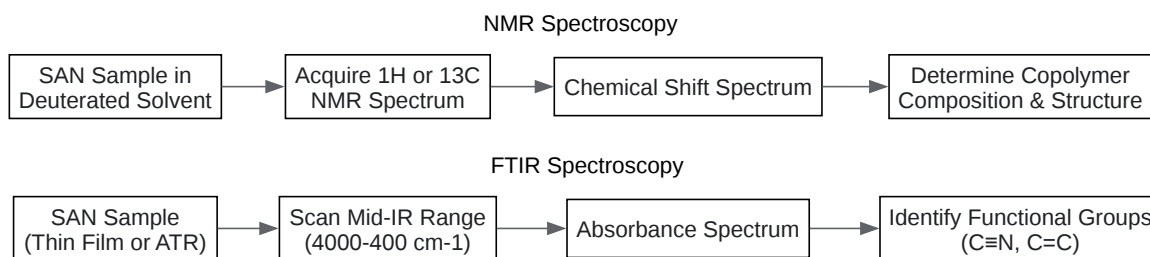 NMR Spectroscopy
SAN Sample in
Deuterated Solvent
Acquire 1H or 13C
NMR Spectrum
Chemical Shift Spectrum
Determine Copolymer
Composition & Structure
FTIR Spectroscopy
SAN Sample
(Thin Film or ATR)
Scan Mid-IR Range
(4000-400 cm-1)
Absorbance Spectrum
Identify Functional Groups
(C≡N, C=C)